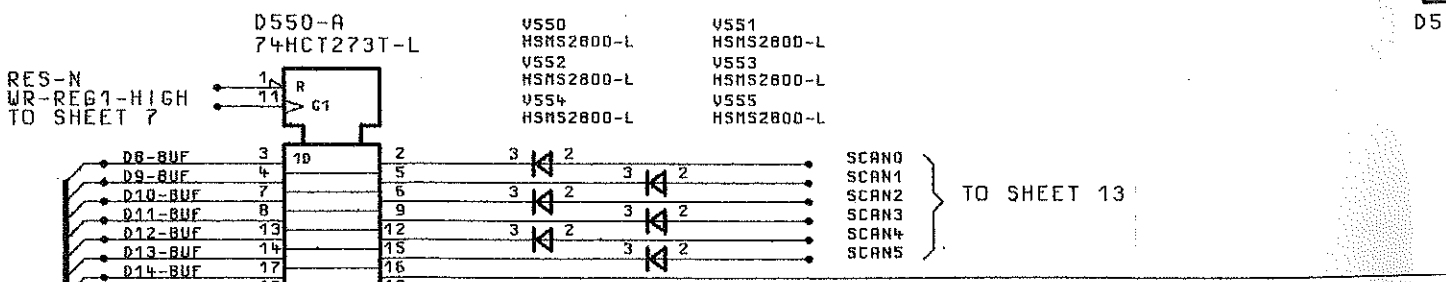 D550-A
74HCT273T-L
V550
HSMS2800-L
V551
HSMS2800-L
V552
HSMS2800-L
V553
HSMS2800-L
V554
HSMS2800-L
V555
HSMS2800-L
D5
RES-N
WR-REG1-HIGH
TO SHEET 7
1 R
11 G1
D8-BUF 3 1D 2 3 2 SCAN0
D9-BUF 4 5 3 2 SCAN1
D10-BUF 7 6 3 2 SCAN2
D11-BUF 8 9 3 2 SCAN3
D12-BUF 13 12 3 2 SCAN4
D13-BUF 14 15 3 2 SCAN5
D14-BUF 17 16
TO SHEET 13